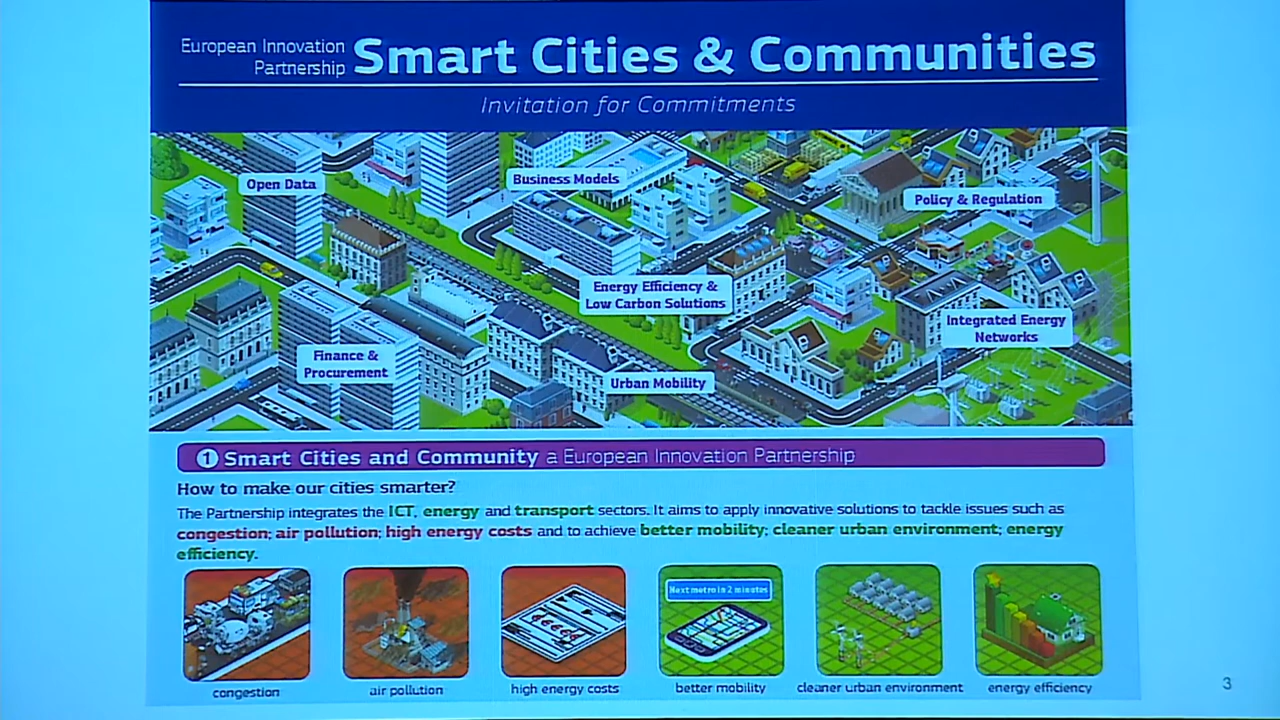 European Innovation
Partnership
Smart Cities & Communities
Invitation for Commitments
Open Data
Business Models
Policy & Regulation
Energy Efficiency &
Low Carbon Solutions
Integrated Energy
Networks
Finance &
Procurement
Urban Mobility
1 Smart Cities and Community a European Innovation Partnership
How to make our cities smarter?
The Partnership integrates the ICT, energy and transport sectors. It aims to apply innovative solutions to tackle issues such as
congestion; air pollution; high energy costs and to achieve better mobility; cleaner urban environment; energy
efficiency.
Next metro in 2 minutes
€€€€
congestion
air pollution
high energy costs
better mobility
cleaner urban environment
energy efficiency
3